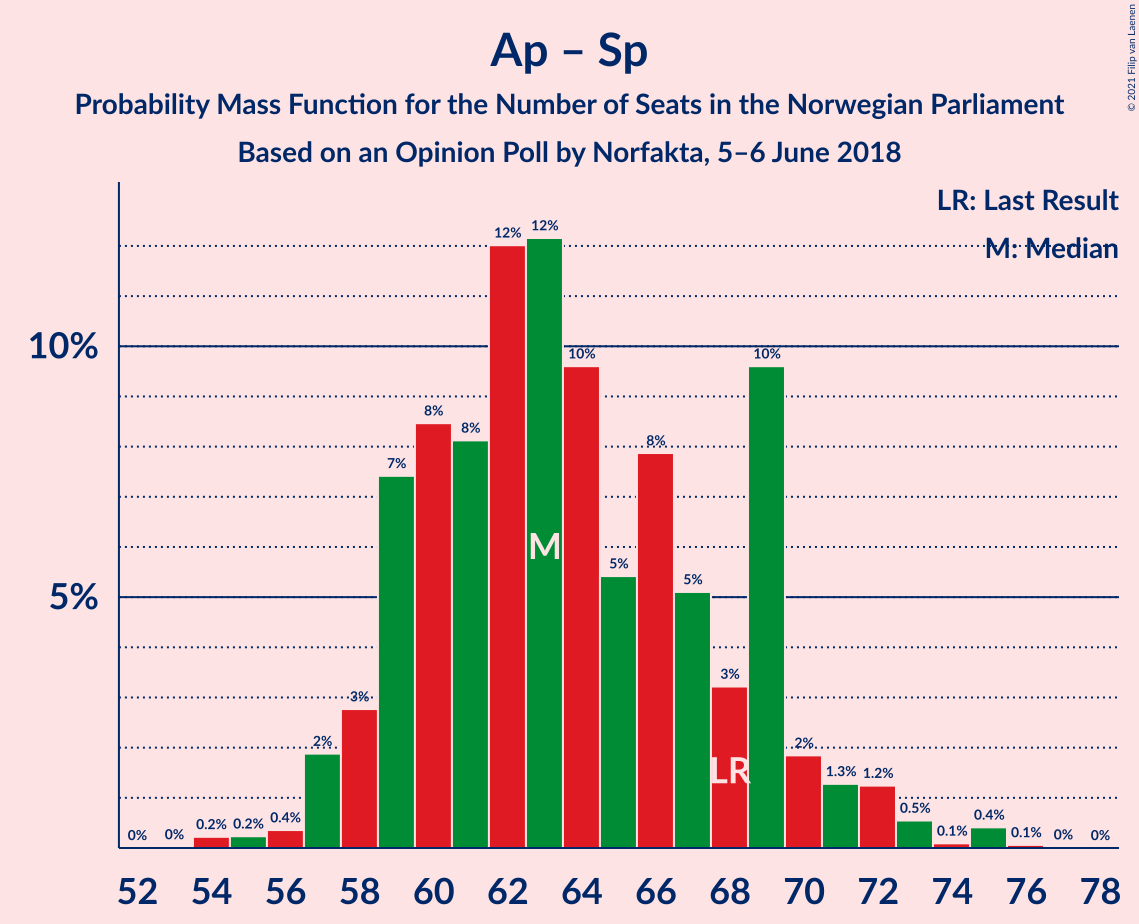 © 2021 Filip van Laenen
Ap – Sp
Probability Mass Function for the Number of Seats in the Norwegian Parliament
Based on an Opinion Poll by Norfakta, 5–6 June 2018
LR: Last Result
M: Median
10%
5%
0% 0% 0.2% 0.2% 0.4% 2% 3% 7% 8% 8% 12% 12% 10% 5% 8% 5% 3% 10% 2% 1.3% 1.2% 0.5% 0.1% 0.4% 0.1% 0% 0%
M
LR
52 54 56 58 60 62 64 66 68 70 72 74 76 78